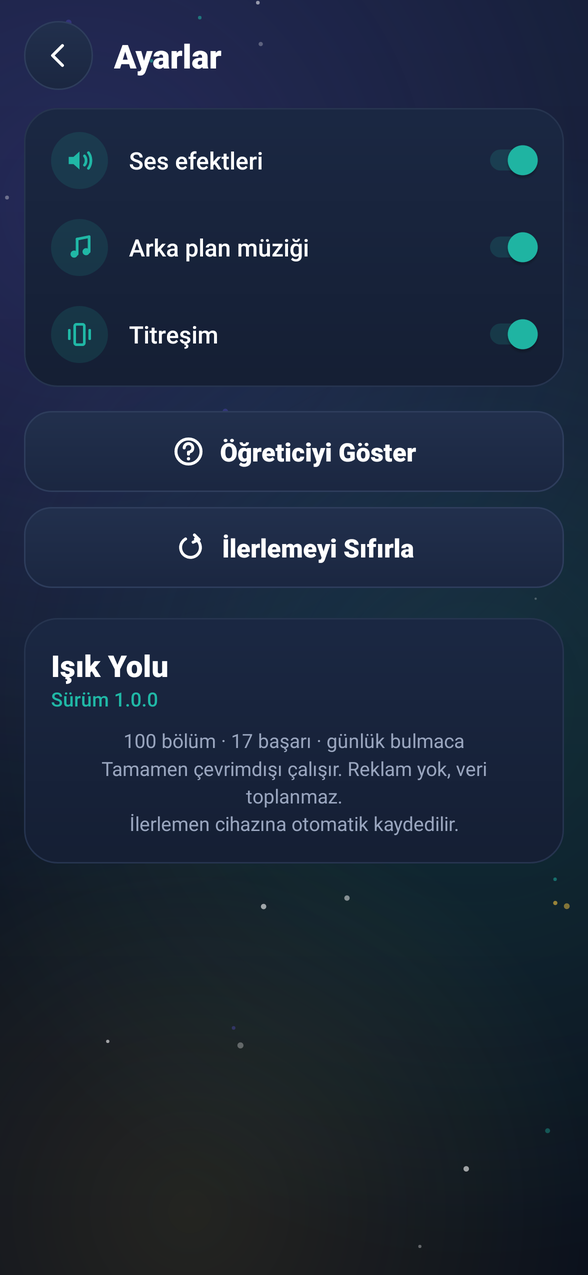 Ayarlar
Ses efektleri
Arka plan müziği
Titreşim
Öğreticiyi Göster
İlerlemeyi Sıfırla
Işık Yolu
Sürüm 1.0.0
100 bölüm · 17 başarı · günlük bulmaca
Tamamen çevrimdışı çalışır. Reklam yok, veri
toplanmaz.
İlerlemen cihazına otomatik kaydedilir.